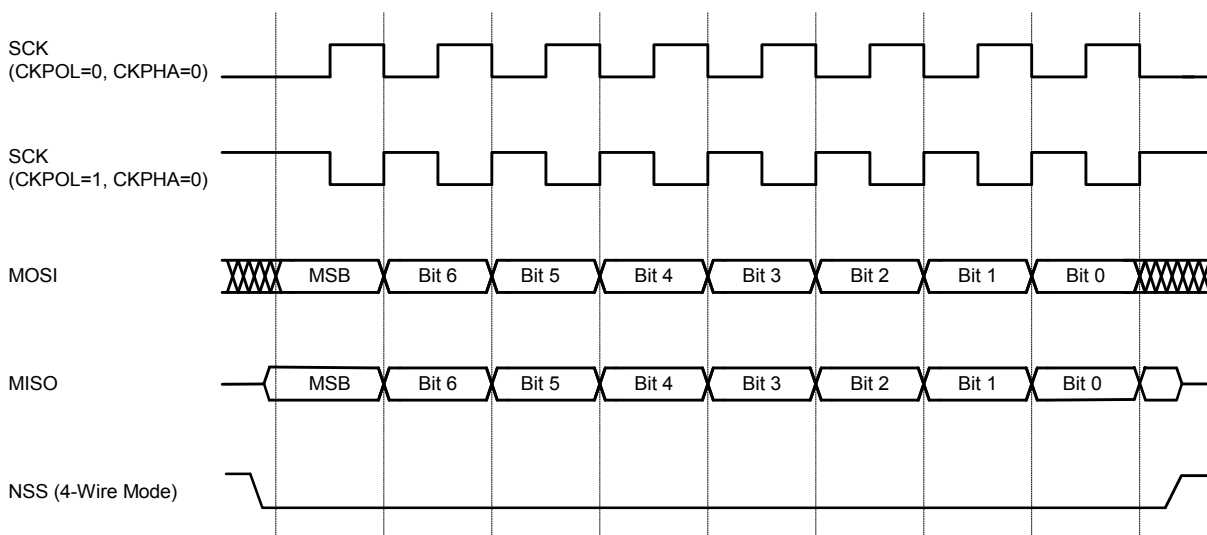 SCK
(CKPOL=0, CKPHA=0)
SCK
(CKPOL=1, CKPHA=0)
MOSI MSB Bit 6 Bit 5 Bit 4 Bit 3 Bit 2 Bit 1 Bit 0
MISO MSB Bit 6 Bit 5 Bit 4 Bit 3 Bit 2 Bit 1 Bit 0
NSS (4-Wire Mode)